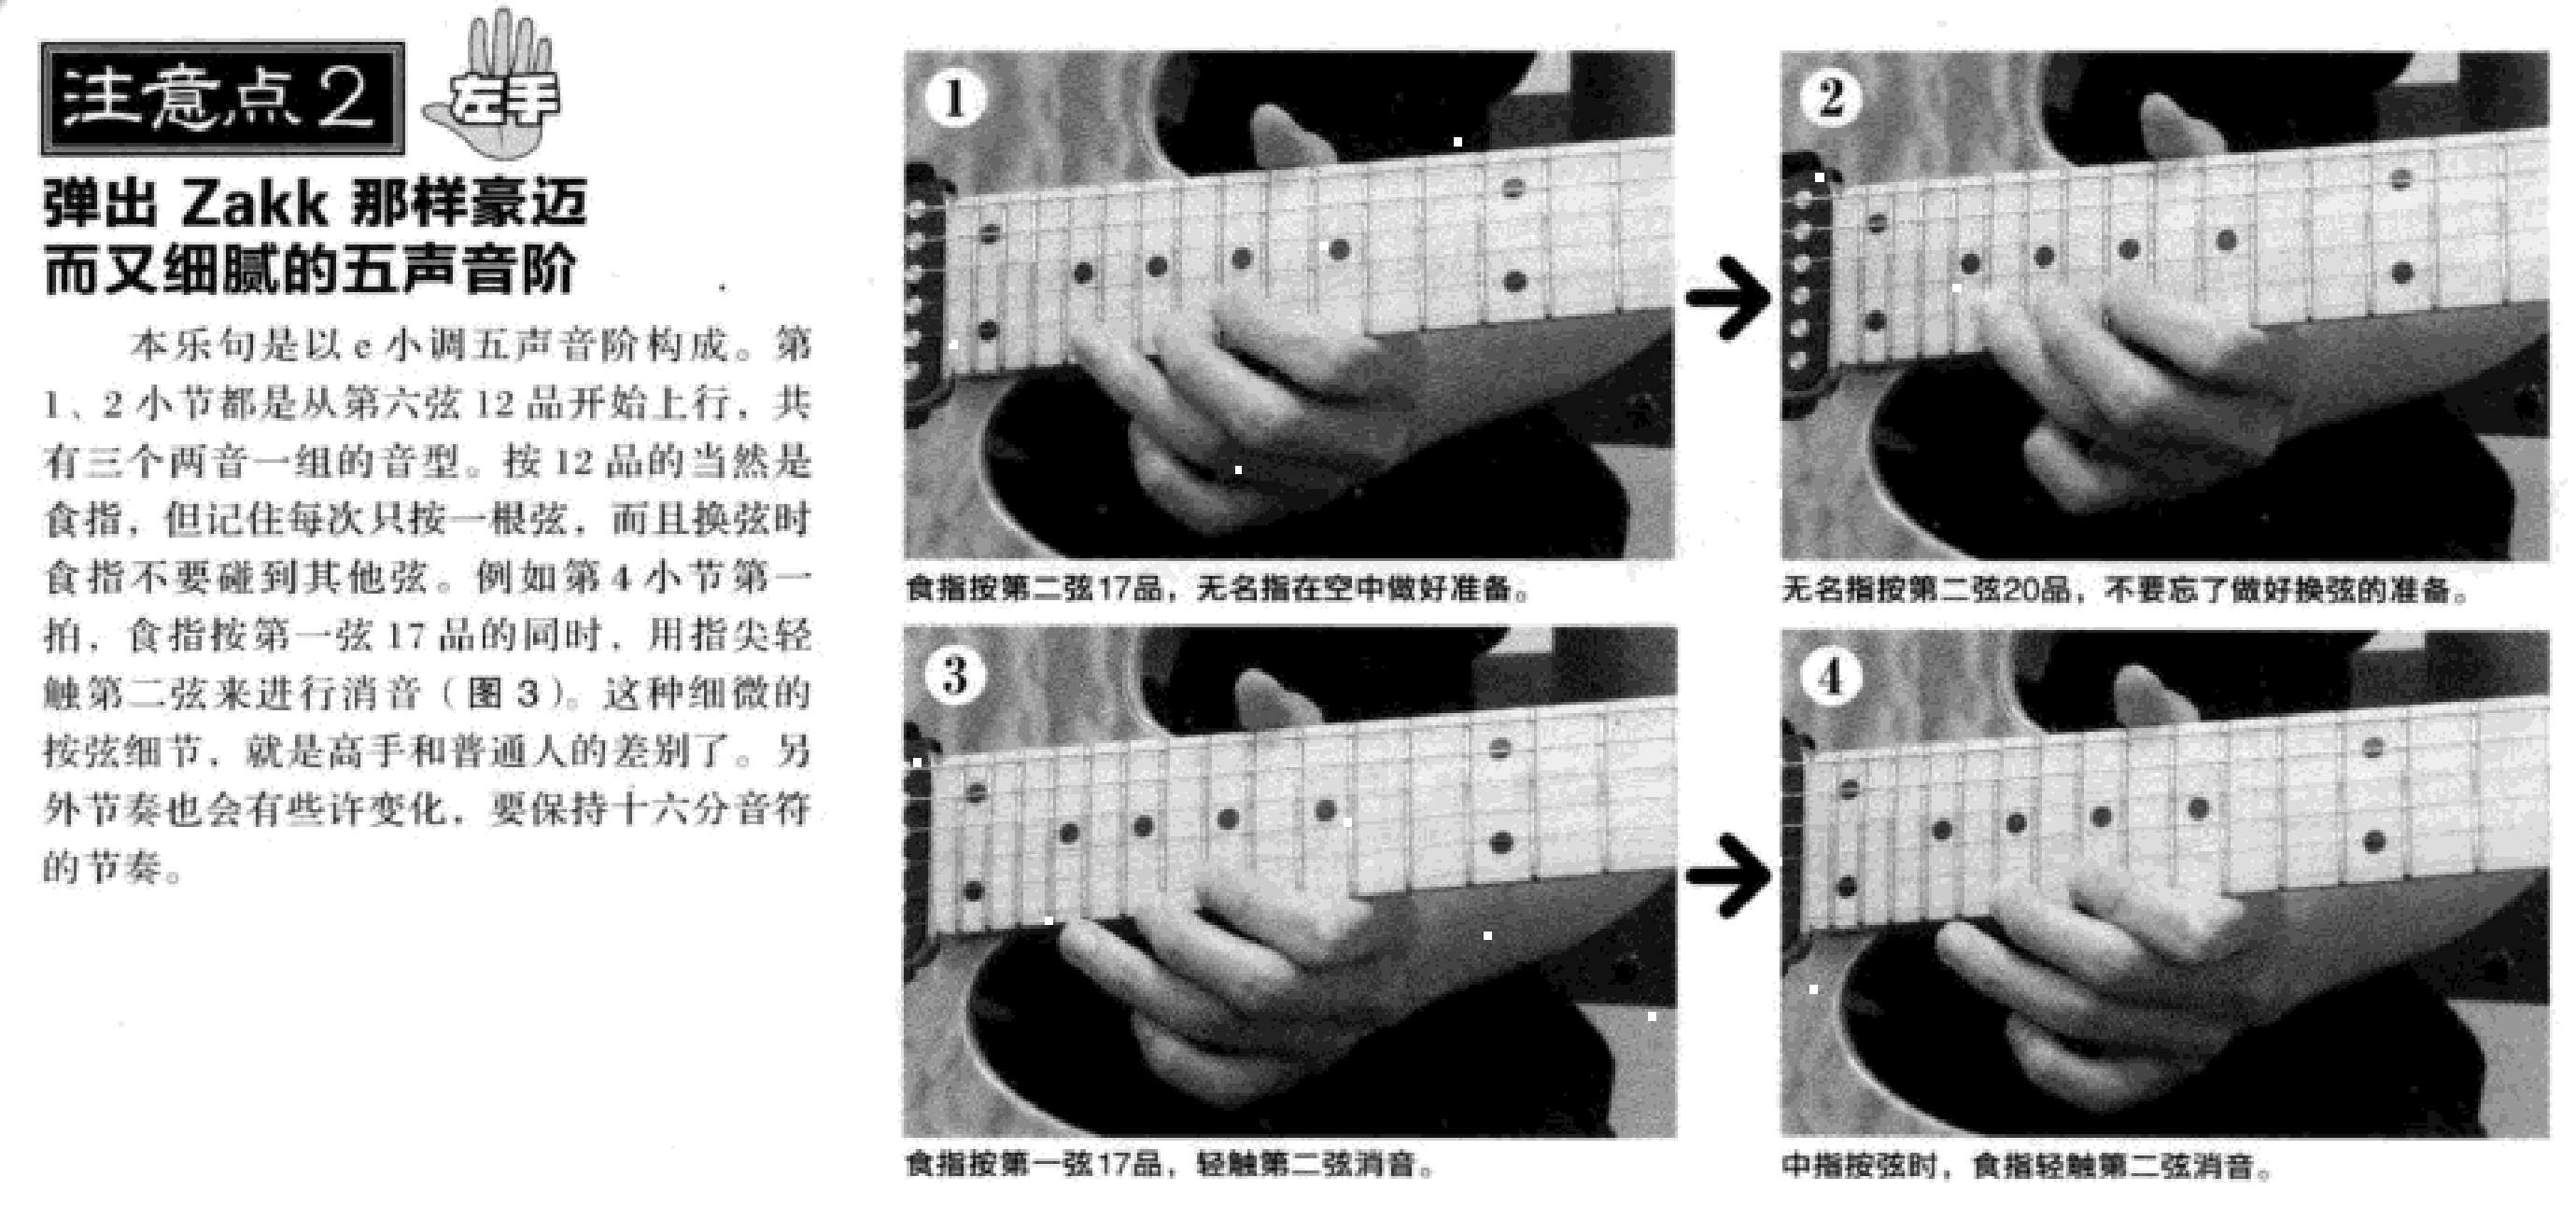 注意点2
左手
弹出 Zakk 那样豪迈
而又细腻的五声音阶
本乐句是以 e 小调五声音阶构成。第
1、2 小节都是从第六弦 12 品开始上行，共
有三个两音一组的音型。按 12 品的当然是
食指，但记住每次只按一根弦，而且换弦时
食指不要碰到其他弦。例如第 4 小节第一
拍，食指按第一弦 17 品的同时，用指尖轻
触第二弦来进行消音（图 3）。这种细微的
按弦细节，就是高手和普通人的差别了。另
外节奏也会有些许变化，要保持十六分音符
的节奏。
1
食指按第二弦17品，无名指在空中做好准备。
2
无名指按第二弦20品，不要忘了做好换弦的准备。
3
食指按第一弦17品，轻触第二弦消音。
4
中指按弦时，食指轻触第二弦消音。